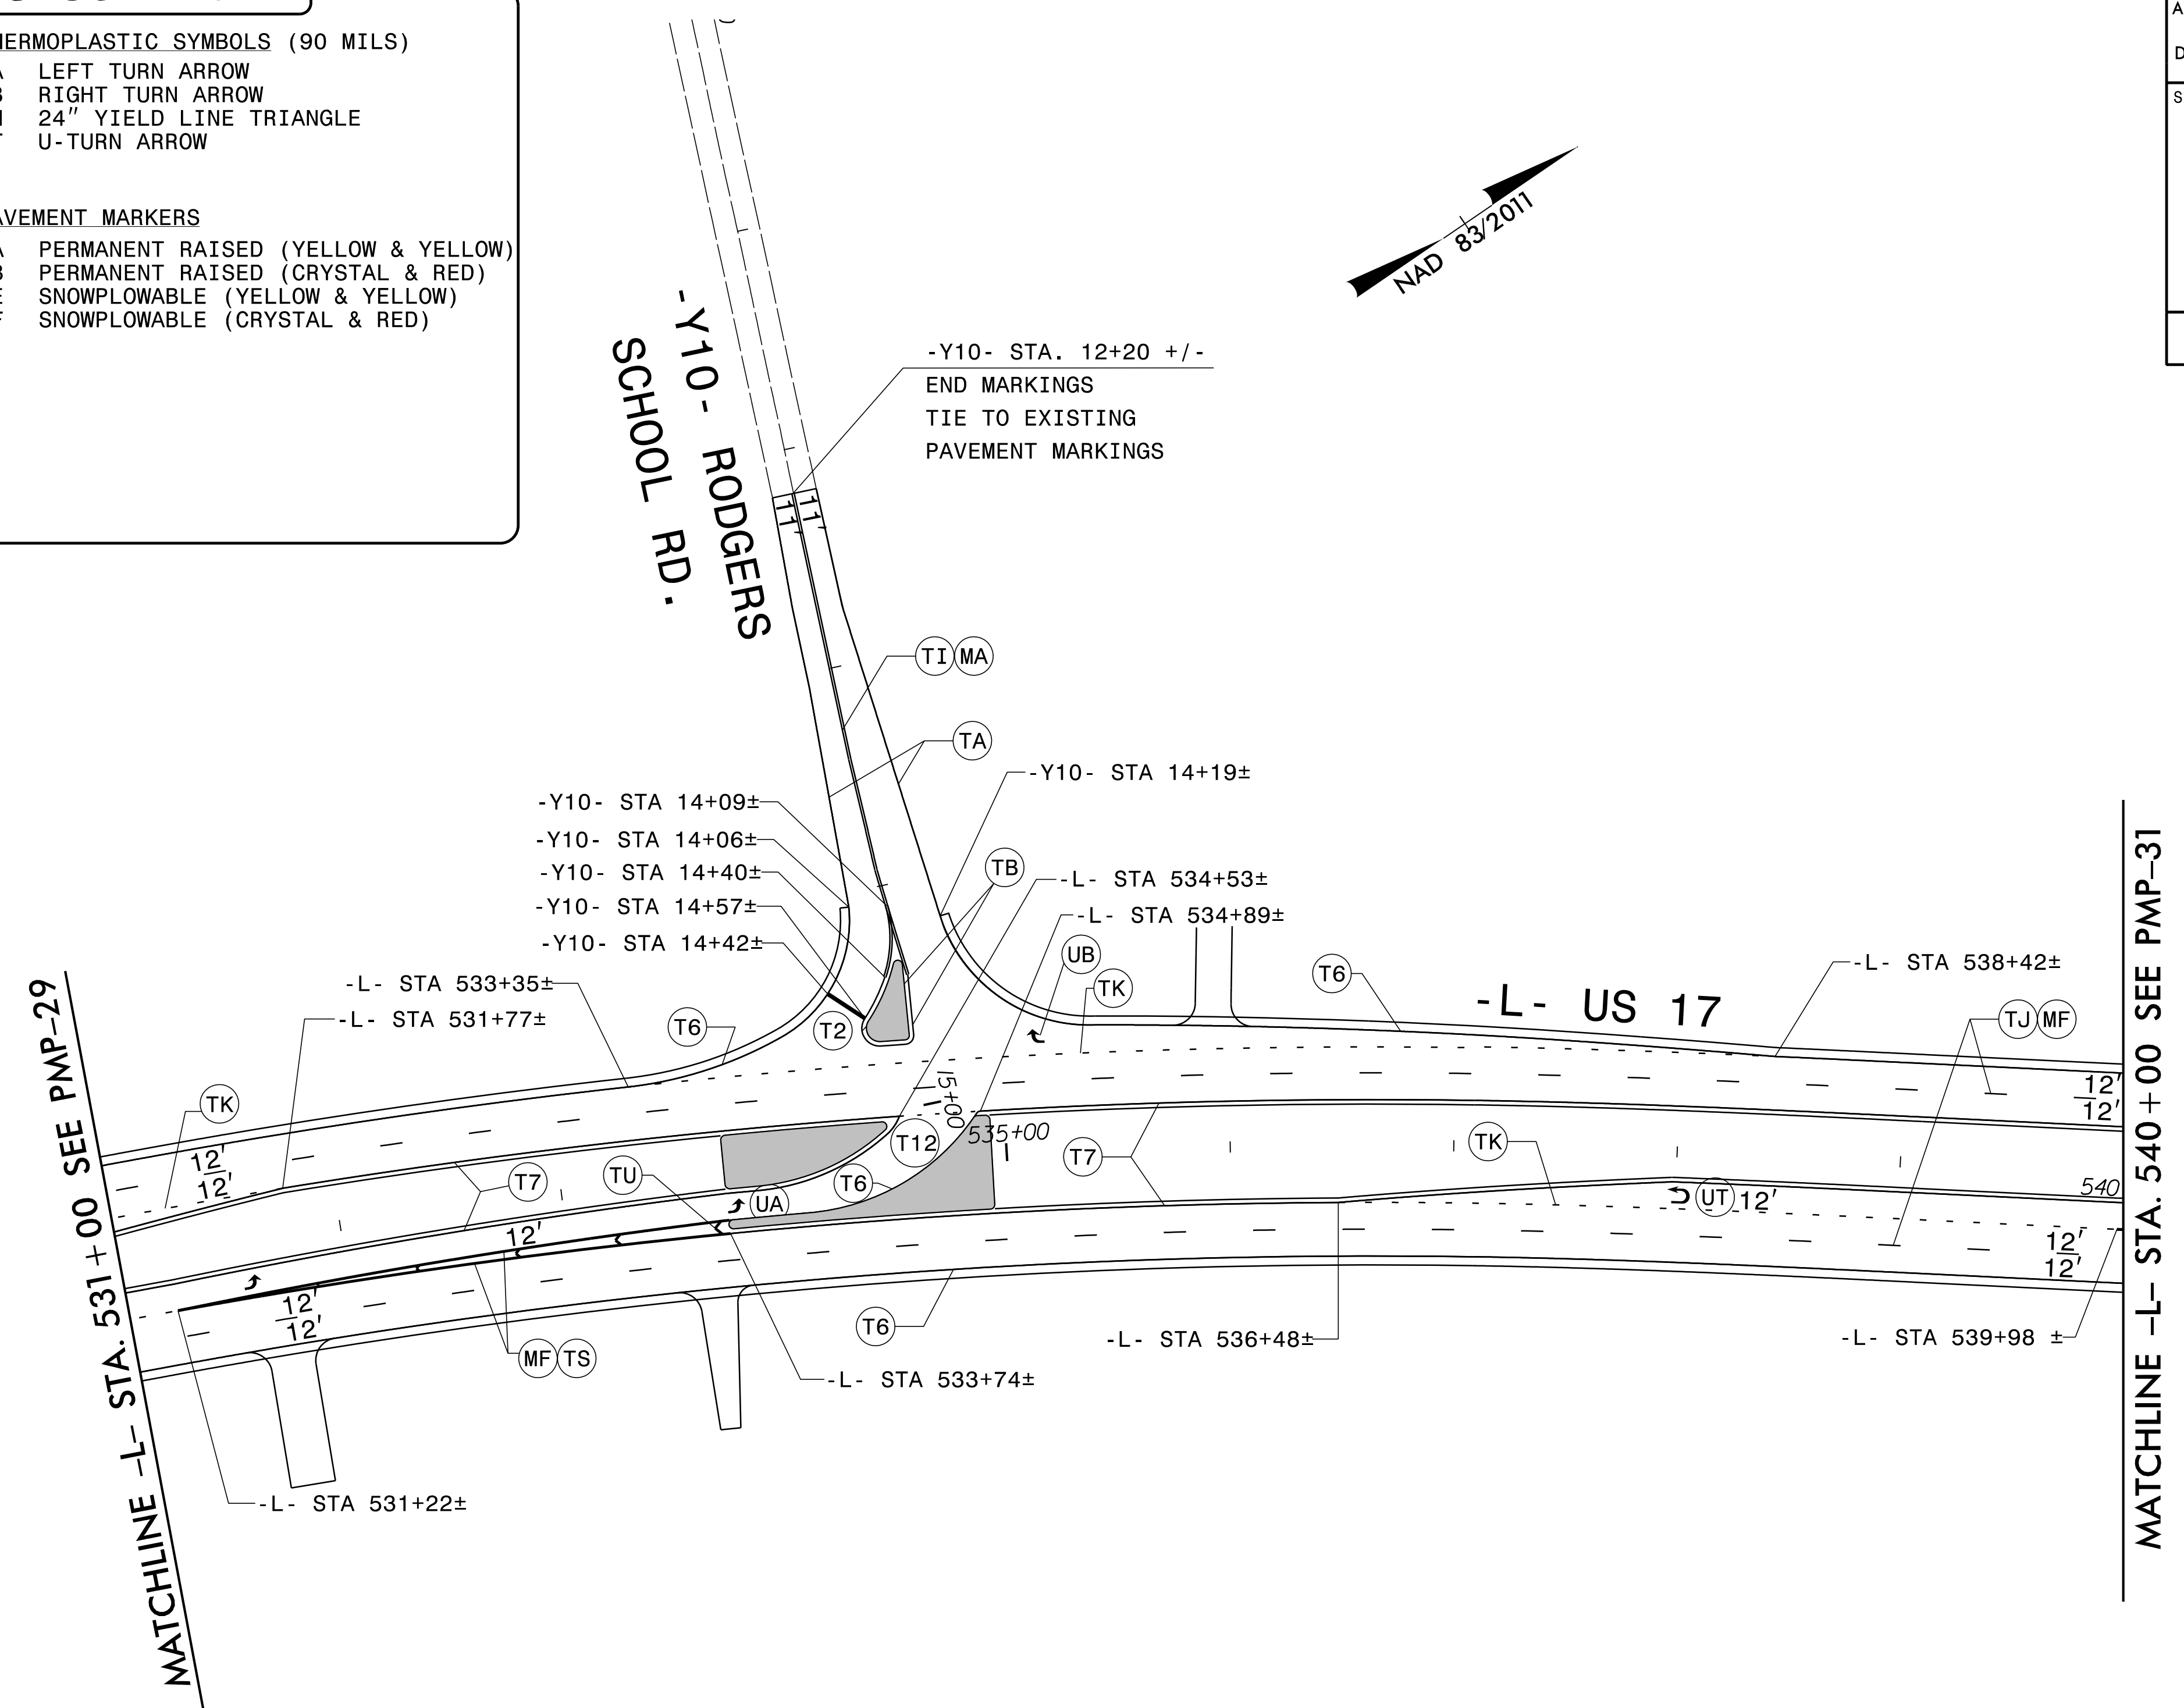 THERMOPLASTIC SYMBOLS (90 MILS)
LEFT TURN ARROW
RIGHT TURN ARROW
24" YIELD LINE TRIANGLE
U-TURN ARROW
PAVEMENT MARKERS
PERMANENT RAISED (YELLOW & YELLOW)
PERMANENT RAISED (CRYSTAL & RED)
SNOWPLOWABLE (YELLOW & YELLOW)
SNOWPLOWABLE (CRYSTAL & RED)
NAD 83/2011
-Y10- RODGERS
SCHOOL RD.
-Y10- STA. 12+20 +/-
END MARKINGS
TIE TO EXISTING
PAVEMENT MARKINGS
11'
11'
TI MA
TA
-Y10- STA 14+19±
-Y10- STA 14+09±
-Y10- STA 14+06±
-Y10- STA 14+40±
-Y10- STA 14+57±
-Y10- STA 14+42±
TB
-L- STA 534+53±
-L- STA 534+89±
UB
TK
T6
-L- US 17
-L- STA 538+42±
TJ MF
-L- STA 533+35±
-L- STA 531+77±
T6
T2
TK
12'
12'
15+00
535+00
T12
T7
TK
12'
12'
T7
TU
UA
T6
UT 12'
540
12'
12'
12'
12'
12'
MF TS
T6
-L- STA 536+48±
-L- STA 539+98 ±
-L- STA 533+74±
-L- STA 531+22±
MATCHLINE -L- STA. 531+00 SEE PMP-29
MATCHLINE -L- STA. 540+00 SEE PMP-31